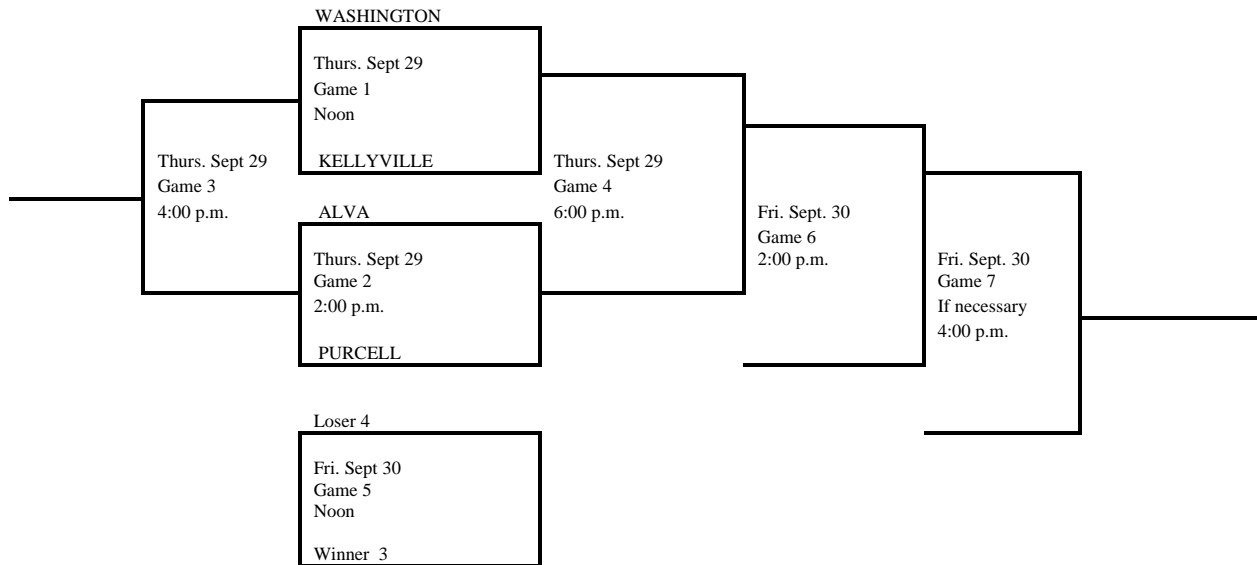 WASHINGTON
Thurs. Sept 29
Game 1
Noon
KELLYVILLE
Thurs. Sept 29
Game 3
4:00 p.m.
Thurs. Sept 29
Game 4
6:00 p.m.
ALVA
Thurs. Sept 29
Game 2
2:00 p.m.
PURCELL
Fri. Sept. 30
Game 6
2:00 p.m.
Fri. Sept. 30
Game 7
If necessary
4:00 p.m.
Loser 4
Fri. Sept 30
Game 5
Noon
Winner 3